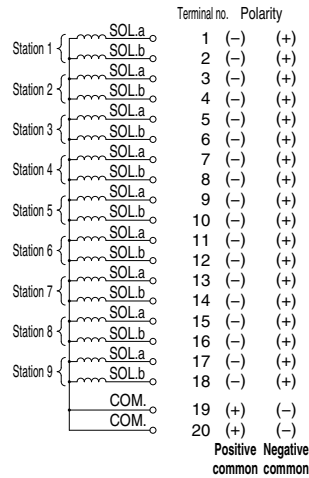 Terminal no. Polarity
Station 1 SOL.a 1 (–) (+)
SOL.b 2 (–) (+)
Station 2 SOL.a 3 (–) (+)
SOL.b 4 (–) (+)
Station 3 SOL.a 5 (–) (+)
SOL.b 6 (–) (+)
Station 4 SOL.a 7 (–) (+)
SOL.b 8 (–) (+)
Station 5 SOL.a 9 (–) (+)
SOL.b 10 (–) (+)
Station 6 SOL.a 11 (–) (+)
SOL.b 12 (–) (+)
Station 7 SOL.a 13 (–) (+)
SOL.b 14 (–) (+)
Station 8 SOL.a 15 (–) (+)
SOL.b 16 (–) (+)
Station 9 SOL.a 17 (–) (+)
SOL.b 18 (–) (+)
COM. 19 (+) (–)
COM. 20 (+) (–)
Positive Negative
common common